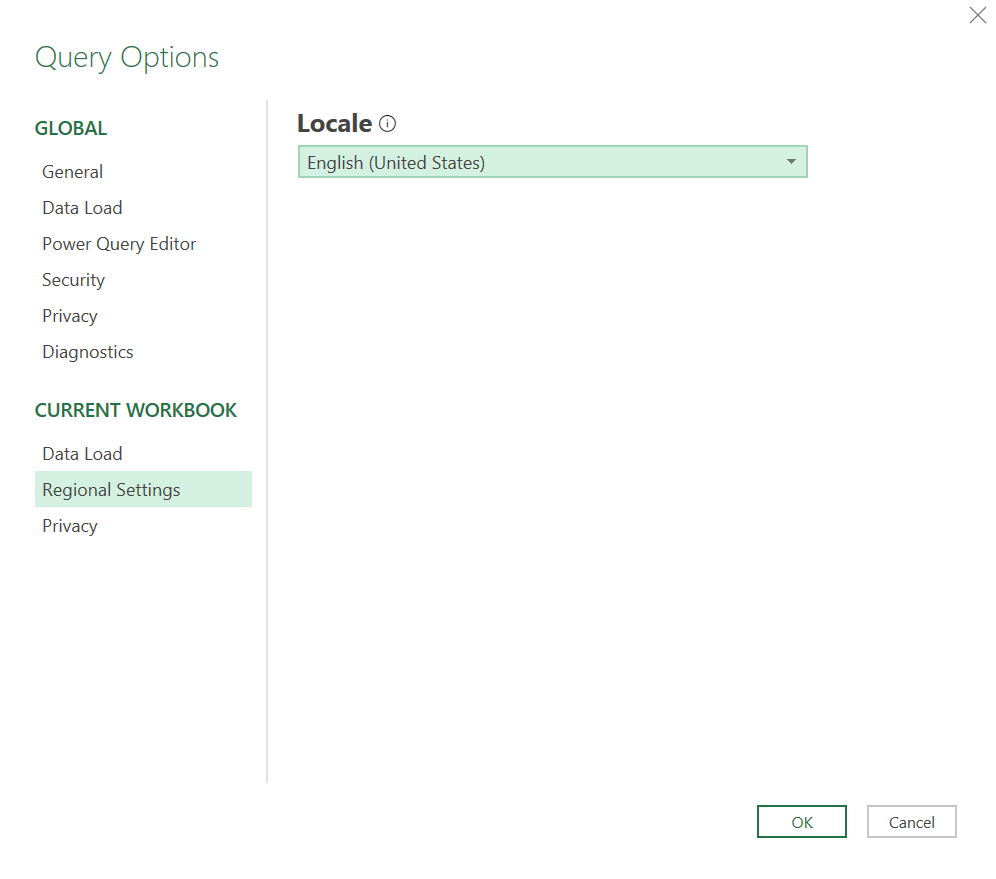 Query Options
GLOBAL
General
Data Load
Power Query Editor
Security
Privacy
Diagnostics
CURRENT WORKBOOK
Data Load
Regional Settings
Privacy
Locale
English (United States)
OK
Cancel